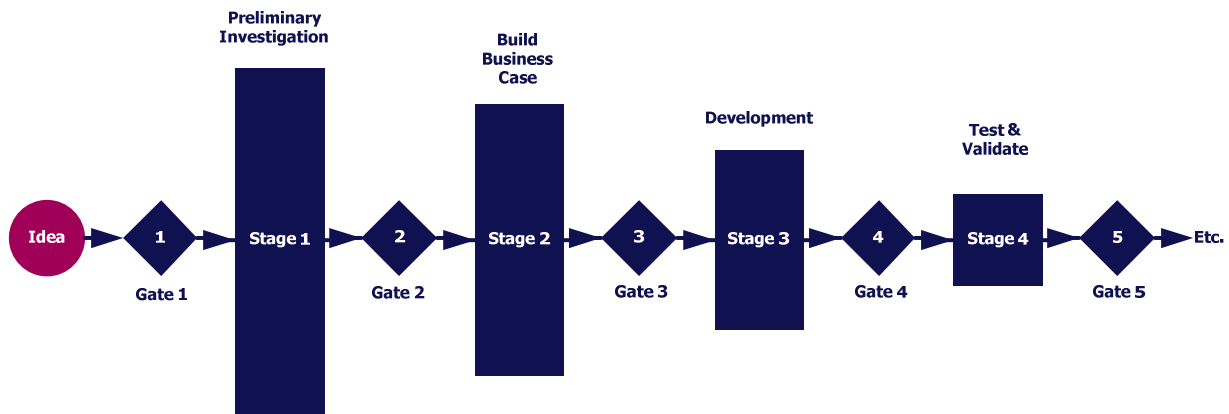 Preliminary
Investigation
Build
Business
Case
Development
Test &
Validate
Idea
1
Stage 1
2
Stage 2
3
Stage 3
4
Stage 4
5
Etc.
Gate 1
Gate 2
Gate 3
Gate 4
Gate 5